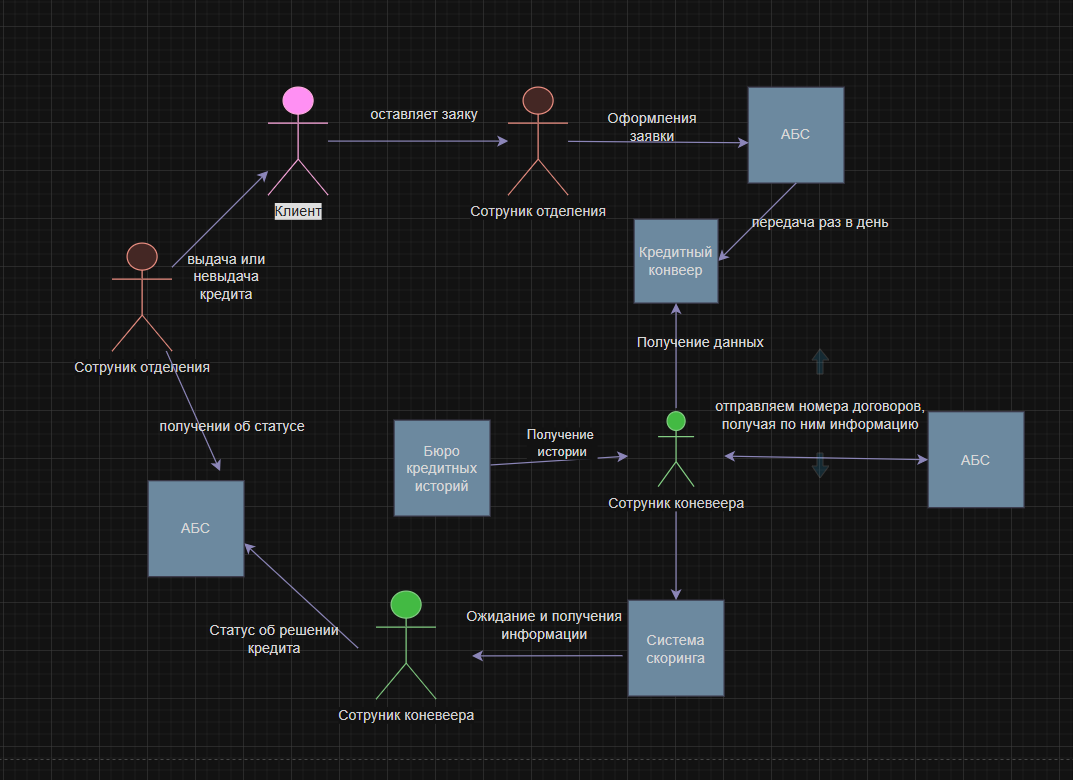 оставляет заяку
Оформления
заявки
АБС
Клиент
Сотруник отделения
передача раз в день
Кредитный
конвеер
выдача или
невыдача
кредита
Сотруник отделения
Получение данных
получении об статусе
отправляем номера договоров,
получая по ним информацию
Получение
истории
Бюро
кредитных
историй
АБС
Сотруник коневеера
АБС
Ожидание и получения
информации
Статус об решений
кредита
Система
скоринга
Сотруник коневеера